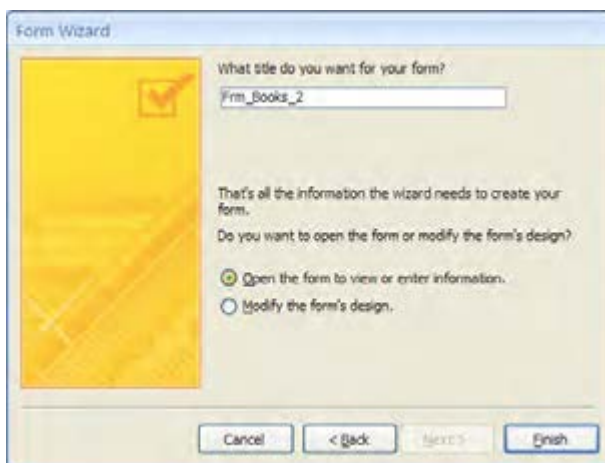 Form Wizard
What title do you want for your form?
Frm_Books_2
That's all the information the wizard needs to create your
form.
Do you want to open the form or modify the form's design?
Open the form to view or enter information.
Modify the form's design.
Cancel
< Back
Next >
Finish